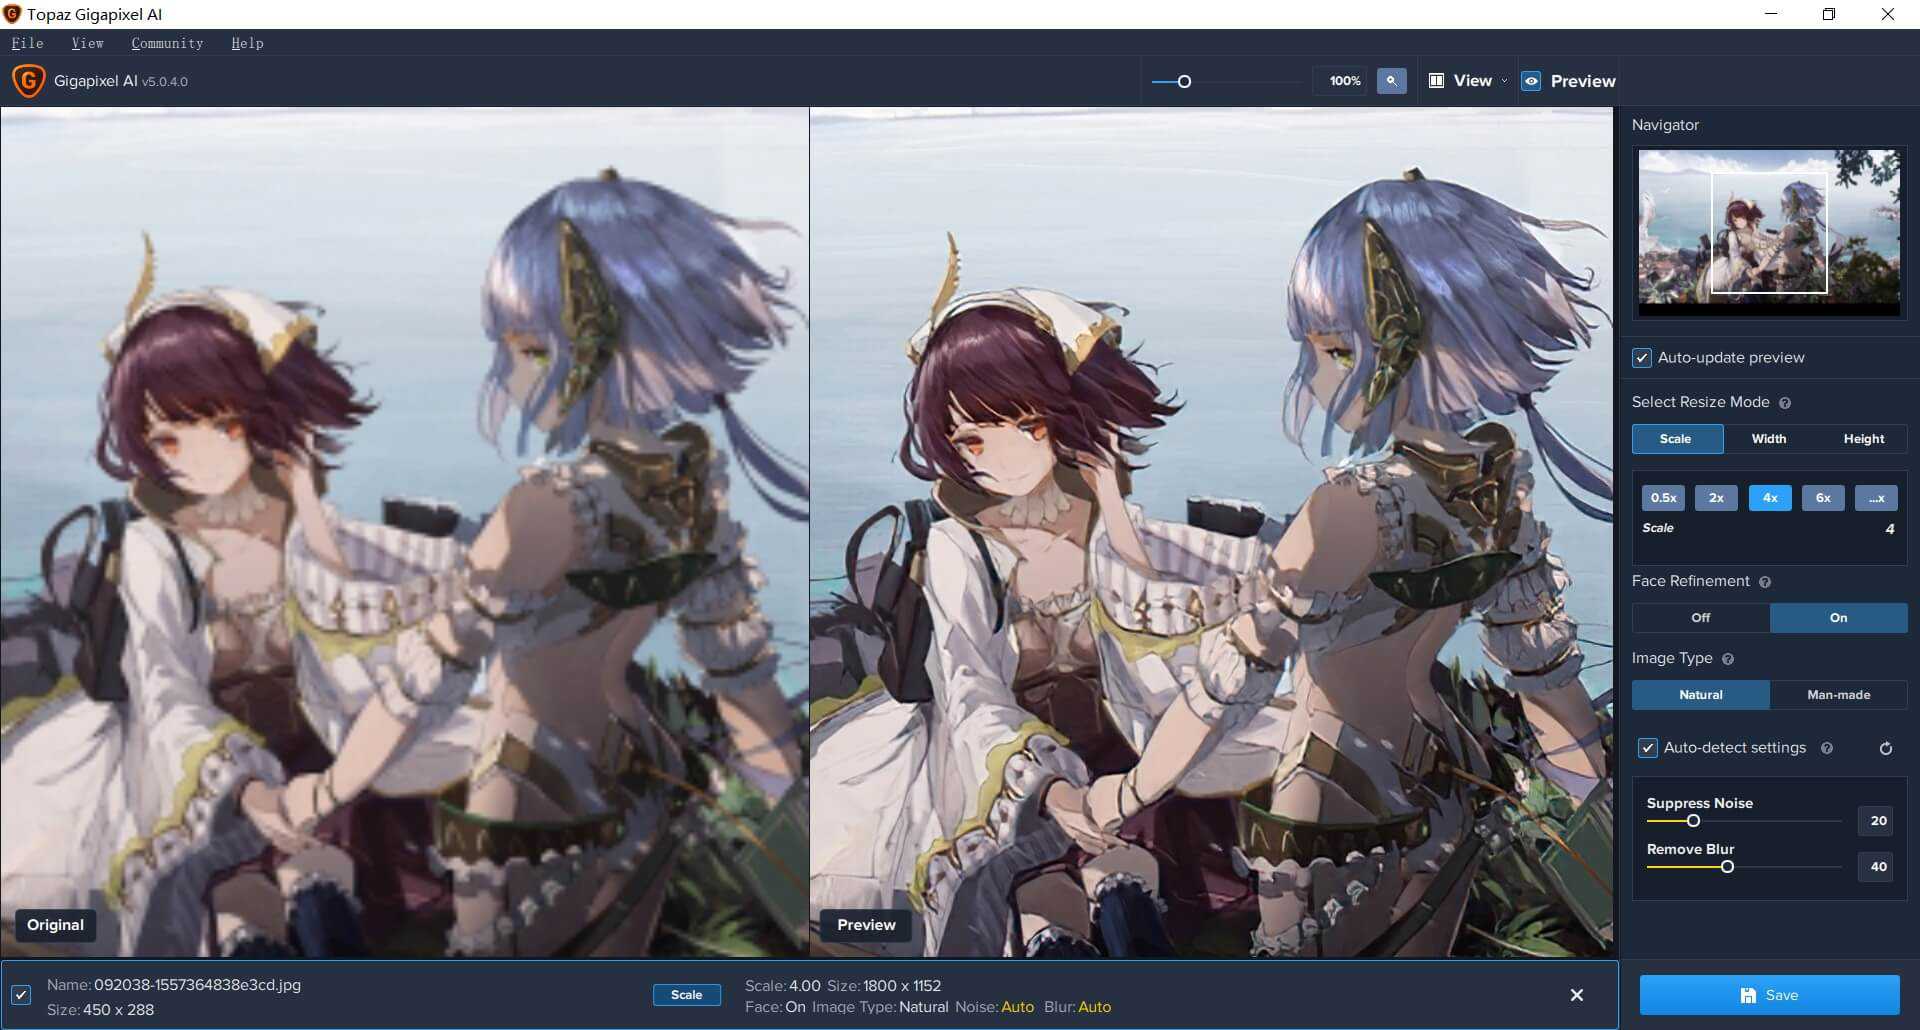 Topaz Gigapixel AI
File View Community Help
Gigapixel AI v5.0.4.0
100%
View
Preview
Navigator
Auto-update preview
Select Resize Mode
Scale Width Height
0.5x 2x 4x 6x ...x
Scale 4
Face Refinement
Off On
Image Type
Natural Man-made
Auto-detect settings
Suppress Noise
20
Remove Blur
40
Original
Preview
Name: 092038-1557364838e3cd.jpg
Size: 450 x 288
Scale
Scale: 4.00 Size: 1800 x 1152
Face: On Image Type: Natural Noise: Auto Blur: Auto
Save